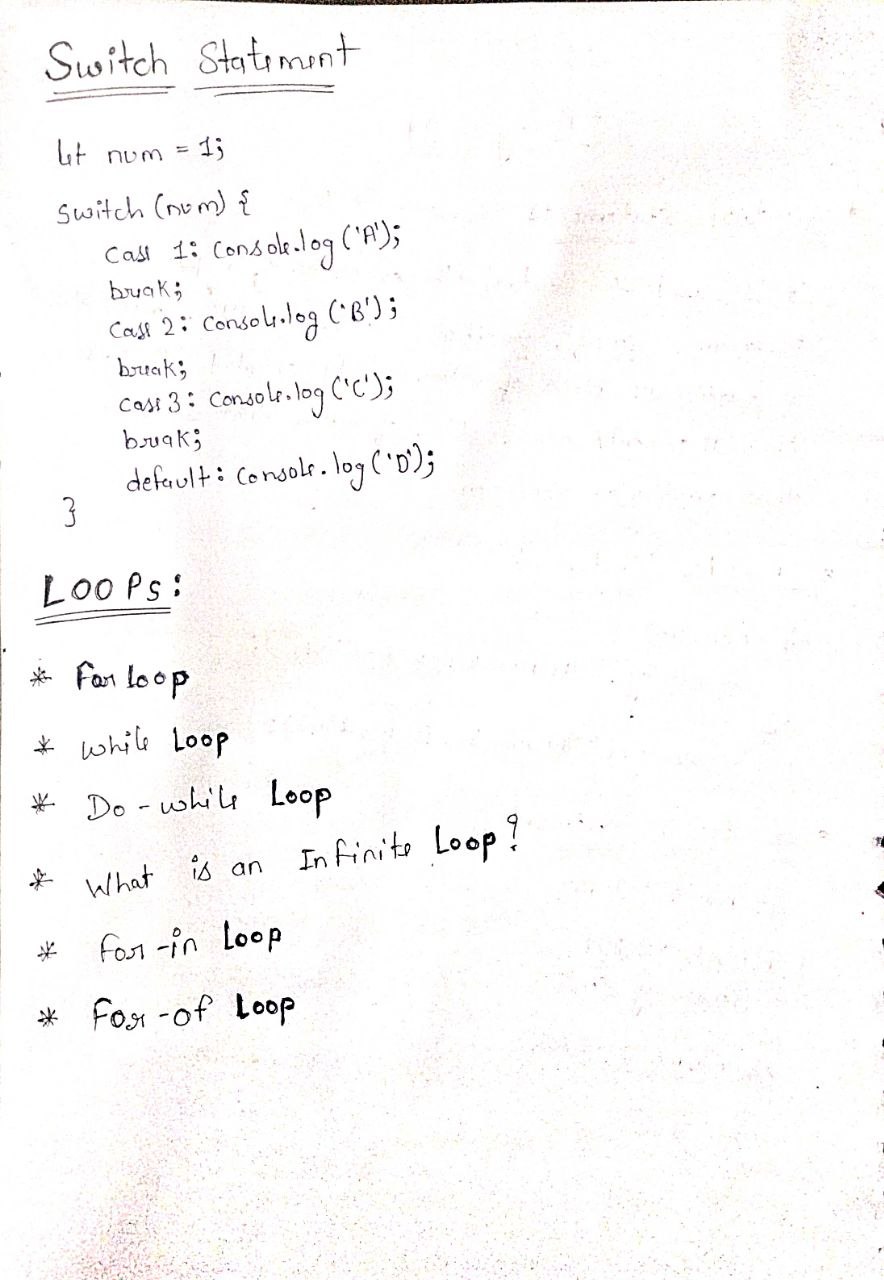 Switch Statement
let num = 1;
switch (num) {
case 1: console.log ('A');
break;
case 2: console.log ('B');
break;
case 3: console.log ('C');
break;
default: console.log ('D');
}
LOOPs:
* For loop
* while Loop
* Do - while Loop
* What is an Infinite Loop?
* for -in Loop
* For -of Loop